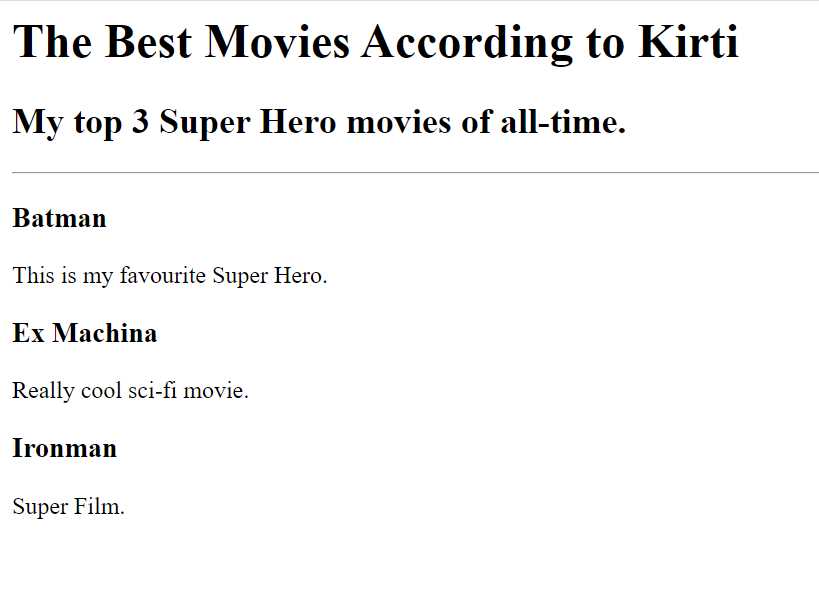 The Best Movies According to Kirti
My top 3 Super Hero movies of all-time.
Batman
This is my favourite Super Hero.
Ex Machina
Really cool sci-fi movie.
Ironman
Super Film.